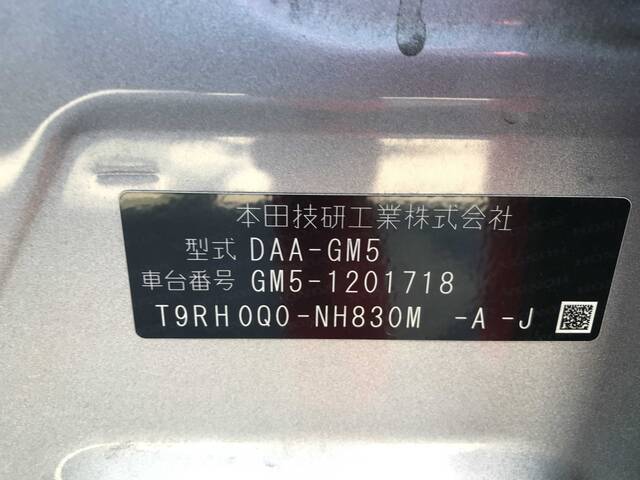 本田技研工業株式会社
型式 DAA-GM5
車台番号 GM5-1201718
T9RH0Q0-NH830M -A -J